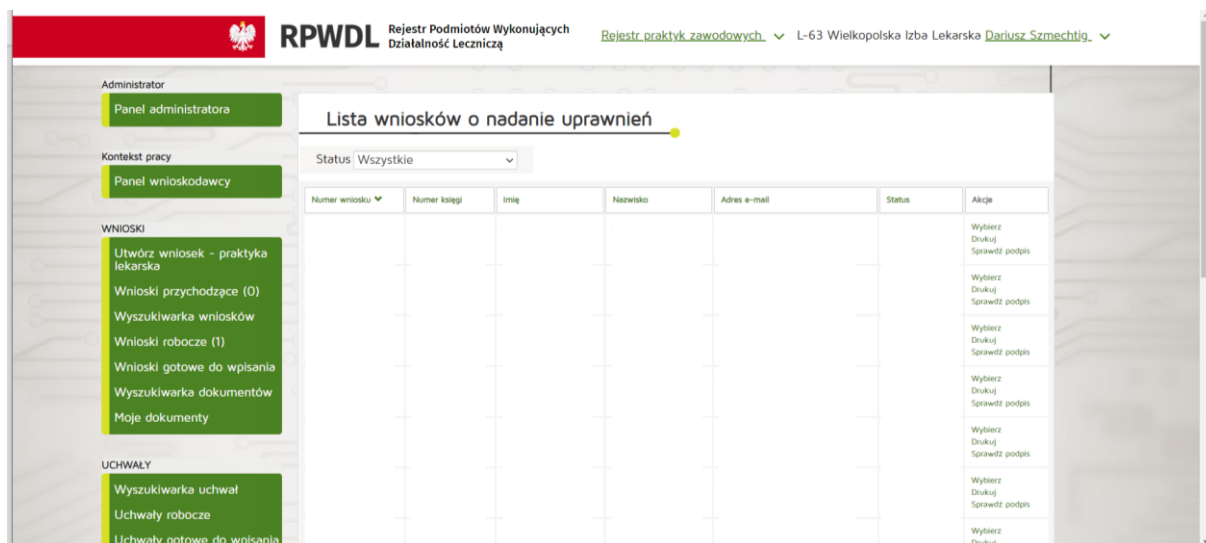 RPWDL
Rejestr Podmiotów Wykonujących
Działalność Leczniczą
Rejestr praktyk zawodowych
L-63 Wielkopolska Izba Lekarska Dariusz Szmechtig
Administrator
Panel administratora
Kontekst pracy
Panel wnioskodawcy
WNIOSKI
Utwórz wniosek - praktyka
lekarska
Wnioski przychodzące (0)
Wyszukiwarka wniosków
Wnioski robocze (1)
Wnioski gotowe do wpisania
Wyszukiwarka dokumentów
Moje dokumenty
UCHWAŁY
Wyszukiwarka uchwał
Uchwały robocze
Uchwały gotowe do wpisania
Lista wniosków o nadanie uprawnień
Status Wszystkie
Numer wniosku Numer księgi Imię Nazwisko Adres e-mail Status Akcje
Wybierz
Drukuj
Sprawdź podpis
Wybierz
Drukuj
Sprawdź podpis
Wybierz
Drukuj
Sprawdź podpis
Wybierz
Drukuj
Sprawdź podpis
Wybierz
Drukuj
Sprawdź podpis
Wybierz
Drukuj
Sprawdź podpis
Wybierz
Drukuj